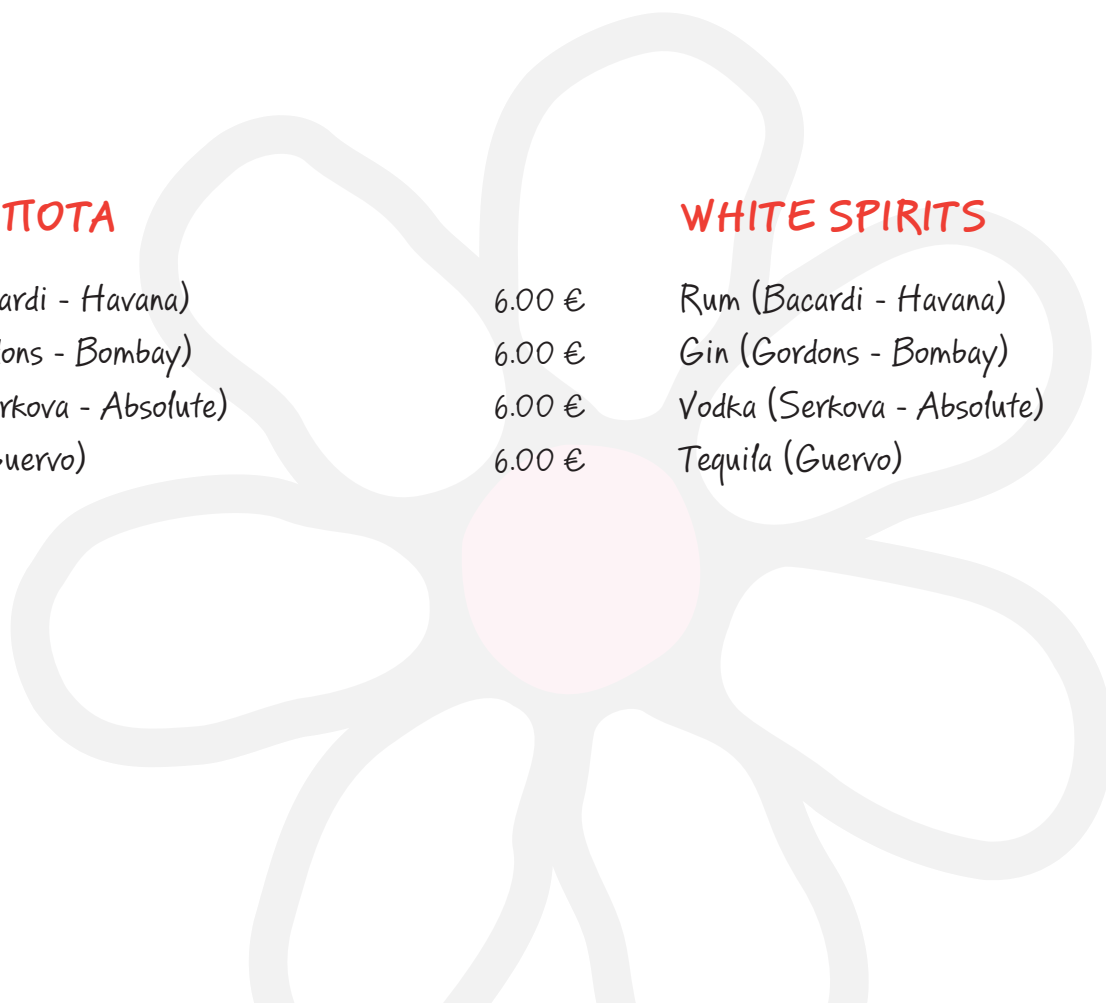 ΠΟΤΑ
ardi - Havana) 6.00 €
ons - Bombay) 6.00 €
rkova - Absolute) 6.00 €
uervo) 6.00 €
WHITE SPIRITS
Rum (Bacardi - Havana)
Gin (Gordons - Bombay)
Vodka (Serkova - Absolute)
Tequila (Guervo)